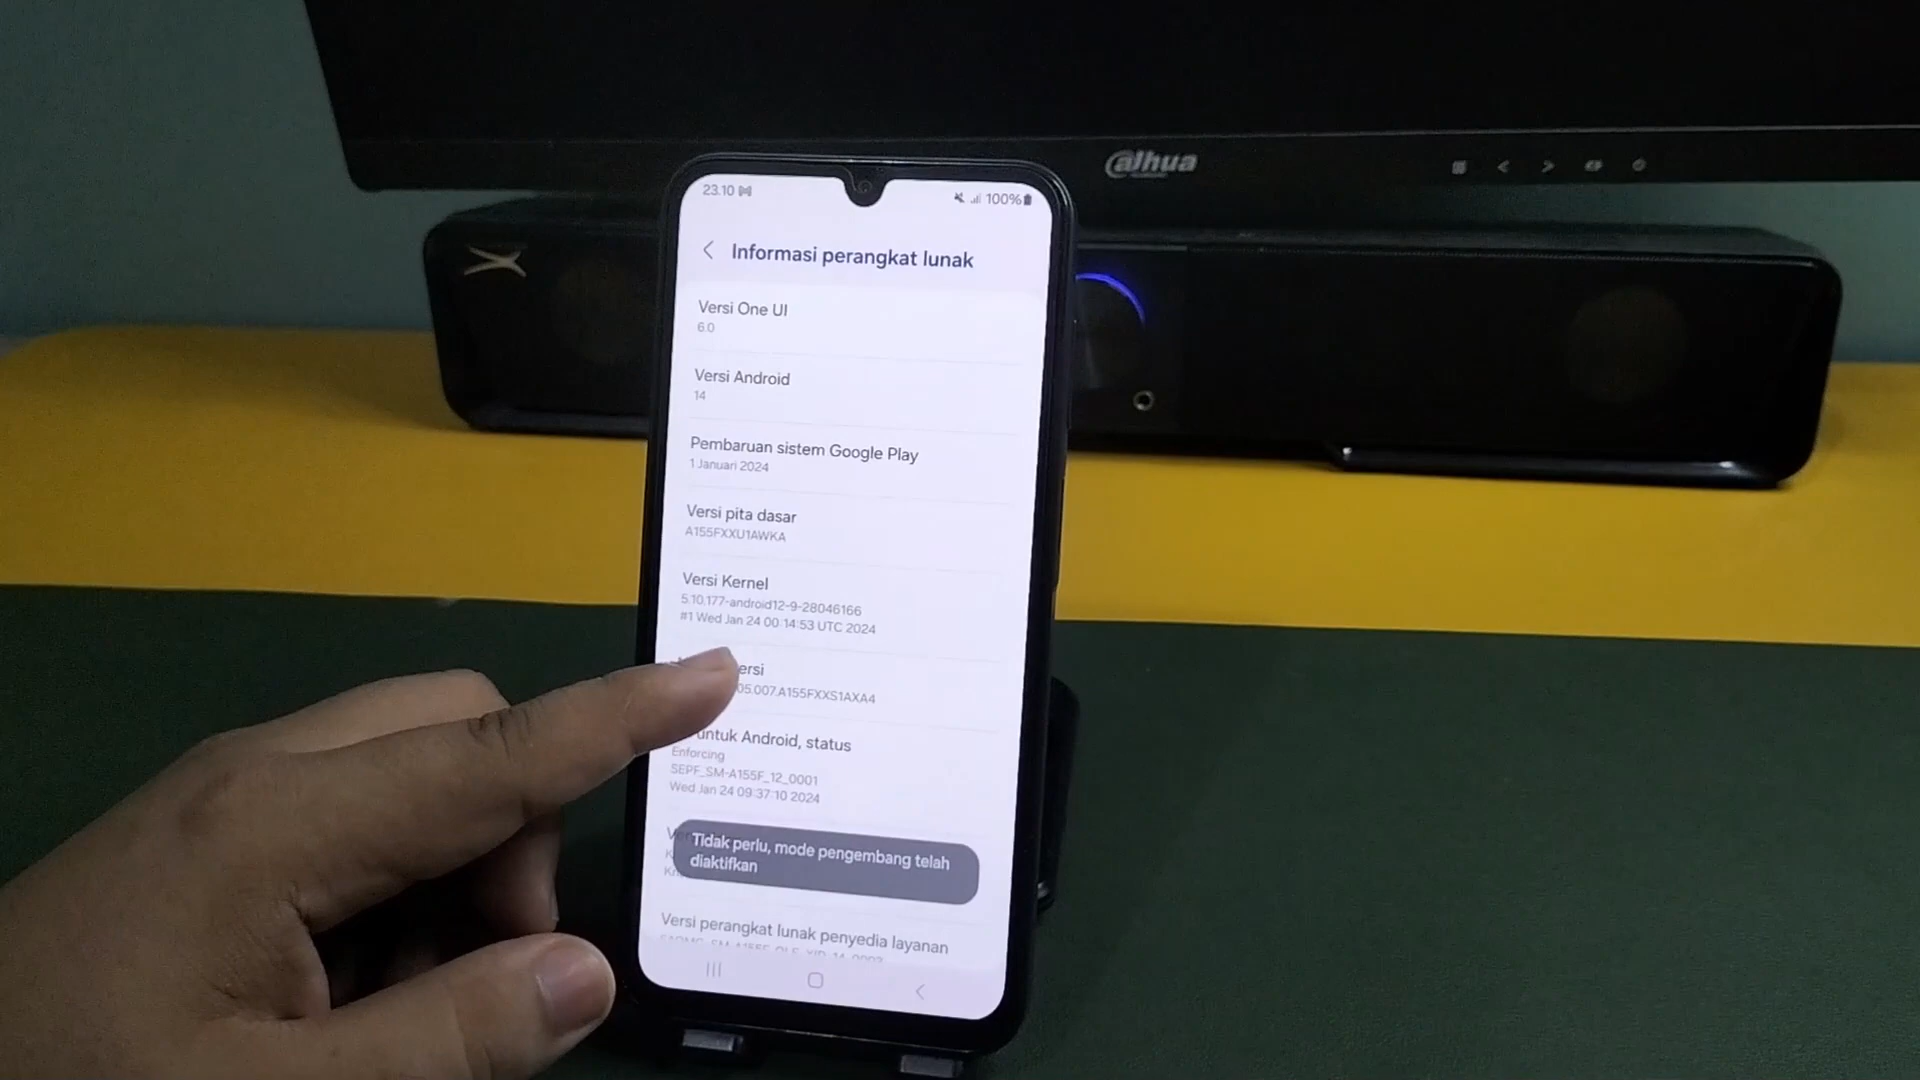 alhua
23.10
100%
Informasi perangkat lunak
Versi One UI
6.0
Versi Android
14
Pembaruan sistem Google Play
1 Januari 2024
Versi pita dasar
A155FXXU1AWKA
Versi Kernel
5.10.177-android12-9-28046166
#1 Wed Jan 24 00:14:53 UTC 2024
ersi
05.007.A155FXXS1AXA4
untuk Android, status
Enforcing
SEPF_SM-A155F_12_0001
Wed Jan 24 09:37:10 2024
Tidak perlu, mode pengembang telah
diaktifkan
Versi perangkat lunak penyedia layanan